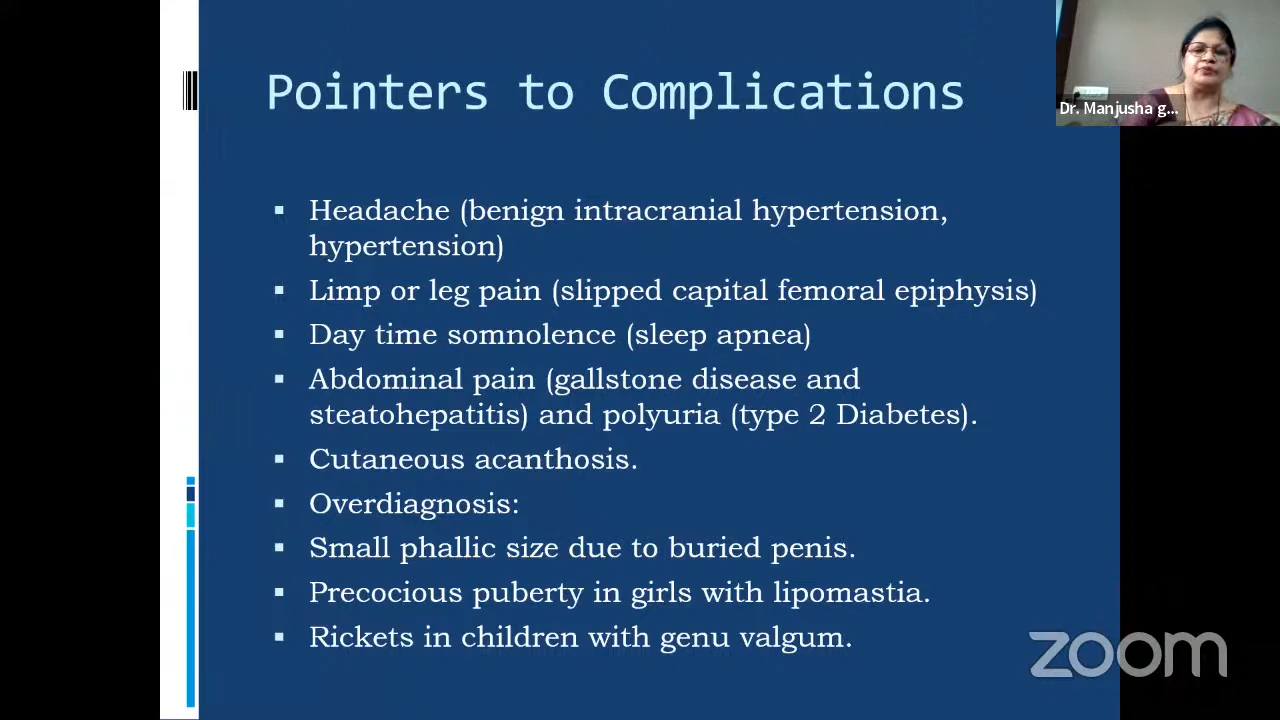 Pointers to Complications
Dr. Manjusha g...
▪ Headache (benign intracranial hypertension,
hypertension)
▪ Limp or leg pain (slipped capital femoral epiphysis)
▪ Day time somnolence (sleep apnea)
▪ Abdominal pain (gallstone disease and
steatohepatitis) and polyuria (type 2 Diabetes).
▪ Cutaneous acanthosis.
▪ Overdiagnosis:
▪ Small phallic size due to buried penis.
▪ Precocious puberty in girls with lipomastia.
▪ Rickets in children with genu valgum.
zoom